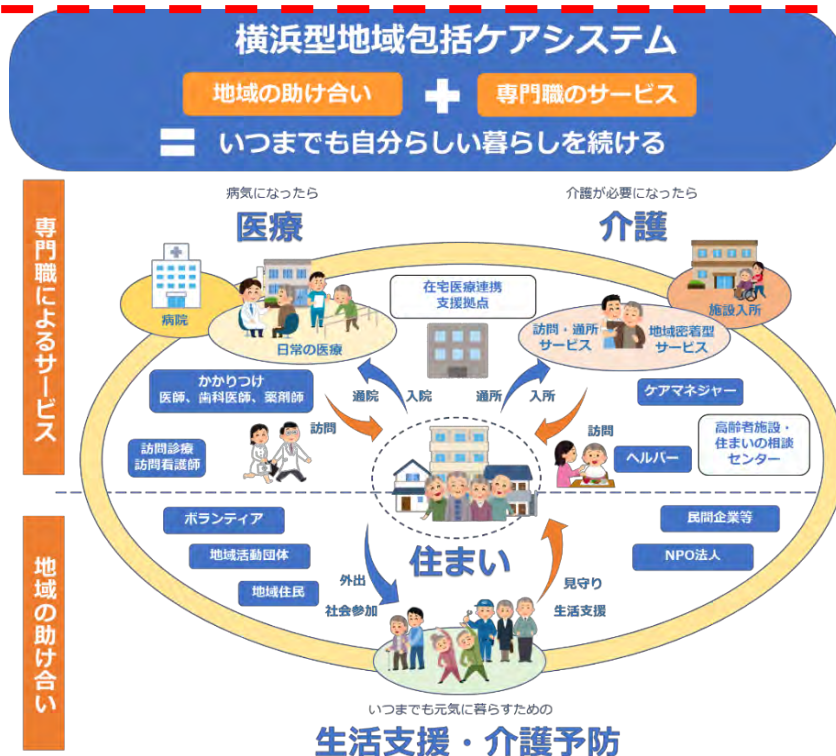 横浜型地域包括ケアシステム
地域の助け合い + 専門職のサービス
= いつまでも自分らしい暮らしを続ける
専門職によるサービス
病気になったら
医療
介護が必要になったら
介護
病院
日常の医療
在宅医療連携
支援拠点
訪問・通所
サービス
地域密着型
サービス
施設入所
かかりつけ
医師、歯科医師、薬剤師
通院
入院
通所
入所
ケアマネジャー
訪問
訪問
訪問診療
訪問看護師
ヘルパー
高齢者施設・
住まいの相談
センター
地域の助け合い
ボランティア
地域活動団体
地域住民
住まい
民間企業等
NPO法人
外出
社会参加
見守り
生活支援
いつまでも元気に暮らすための
生活支援・介護予防